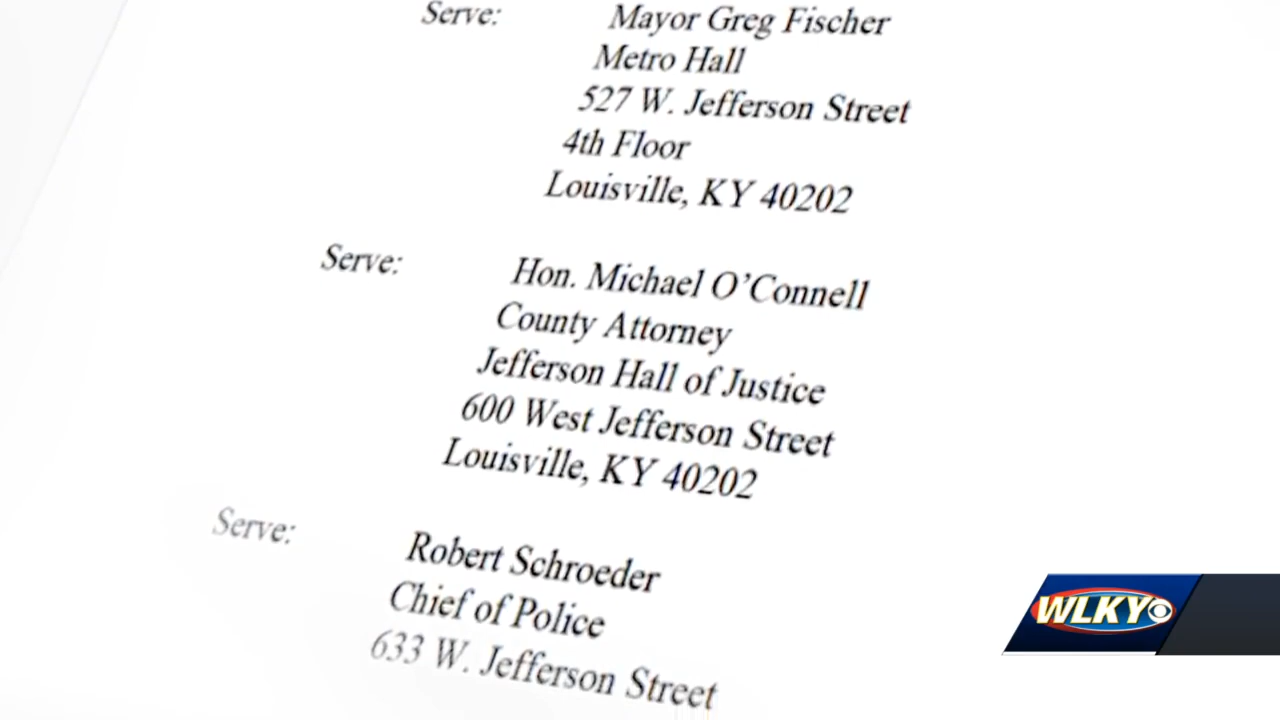 Serve: Mayor Greg Fischer
Metro Hall
527 W. Jefferson Street
4th Floor
Louisville, KY 40202
Serve: Hon. Michael O’Connell
County Attorney
Jefferson Hall of Justice
600 West Jefferson Street
Louisville, KY 40202
Serve: Robert Schroeder
Chief of Police
633 W. Jefferson Street
WLKY